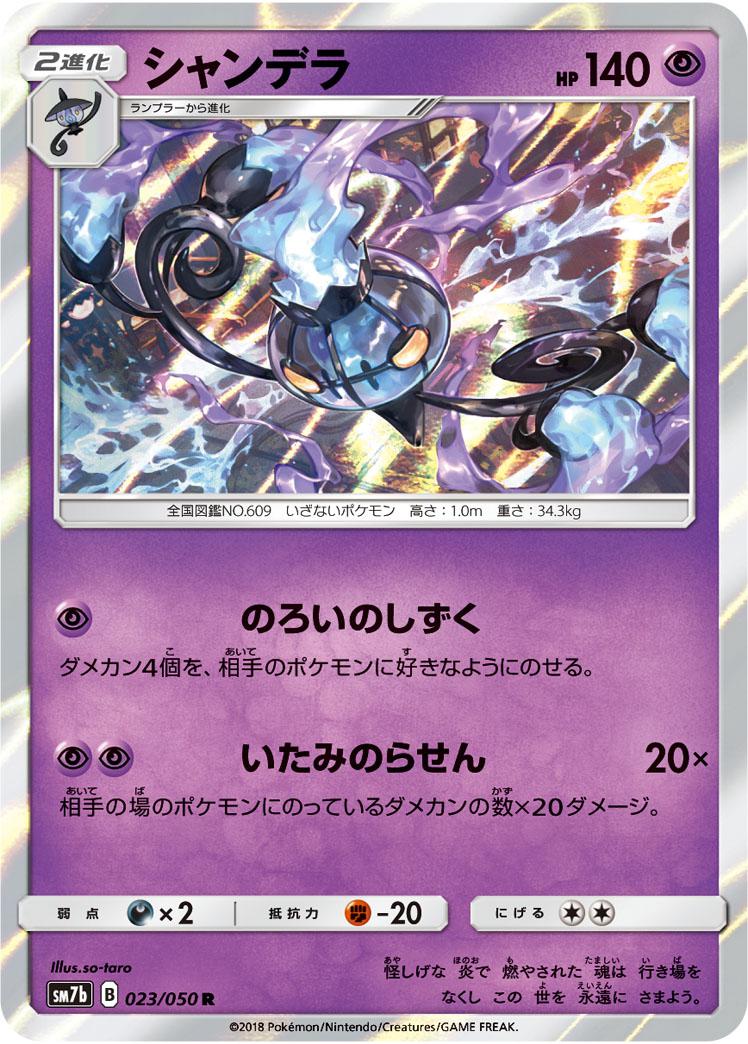 2進化
シャンデラ
HP 140
ランプラーから進化
全国図鑑NO.609 いざないポケモン 高さ：1.0m 重さ：34.3kg
のろいのしずく
ダメカン4個を、相手のポケモンに好きなようにのせる。
いたみのらせん 20×
相手の場のポケモンにのっているダメカンの数×20ダメージ。
弱点 ×2 抵抗力 -20 にげる
Illus.so-taro
怪しげな 炎で 燃やされた 魂は 行き場を
なくし この 世を 永遠に さまよう。
SM7b B 023/050 R
©2018 Pokémon/Nintendo/Creatures/GAME FREAK.